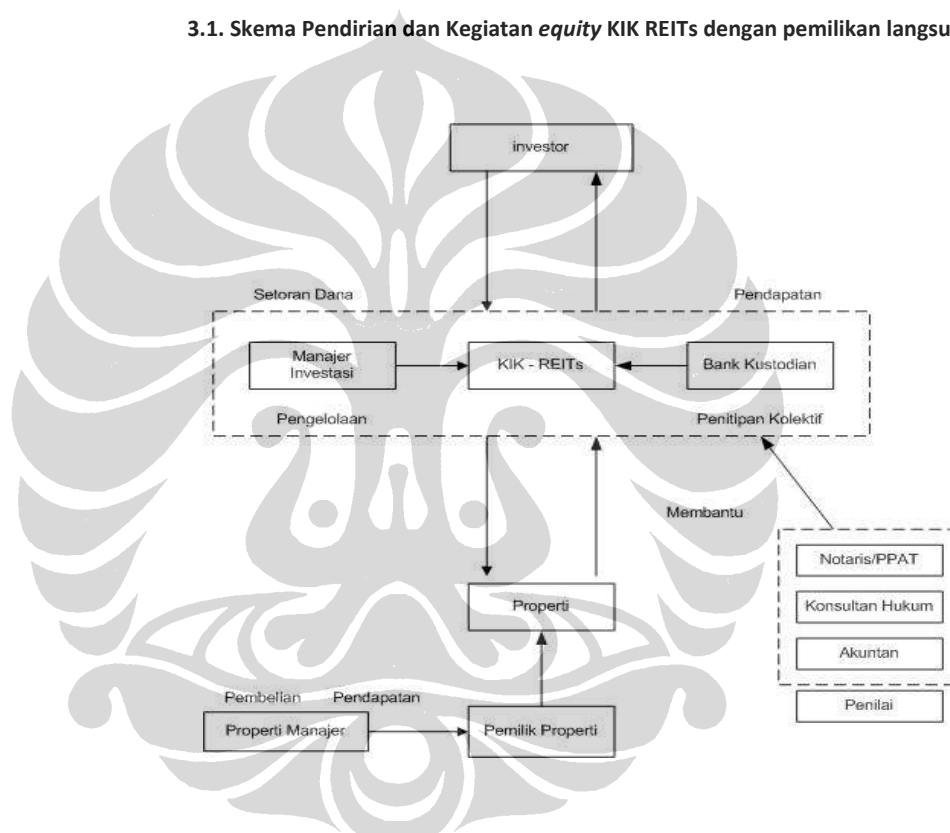 3.1. Skema Pendirian dan Kegiatan equity KIK REITs dengan pemilikan langsu
investor
Setoran Dana
Pendapatan
Manajer
Investasi
KIK - REITs
Bank Kustodian
Pengelolaan
Penitipan Kolektif
Membantu
Notaris/PPAT
Konsultan Hukum
Akuntan
Penilai
Properti
Pembelian
Pendapatan
Properti Manajer
Pemilik Properti